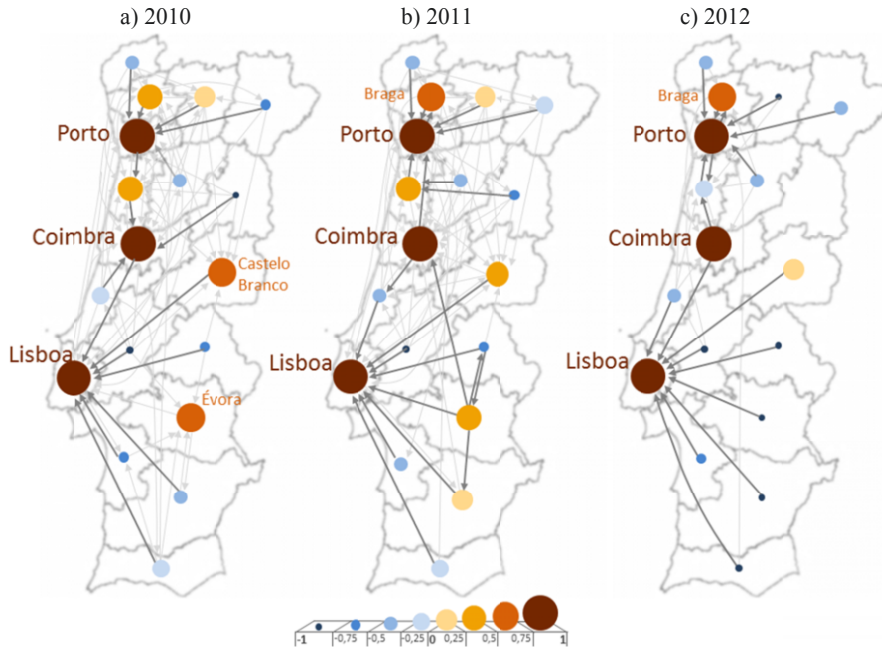 a) 2010
b) 2011
c) 2012
Braga
Braga
Porto
Porto
Porto
Coimbra
Coimbra
Coimbra
Castelo
Branco
Lisboa
Lisboa
Lisboa
Évora
-1
-0,75
-0,5
-0,25
0
0,25
0,5
0,75
1